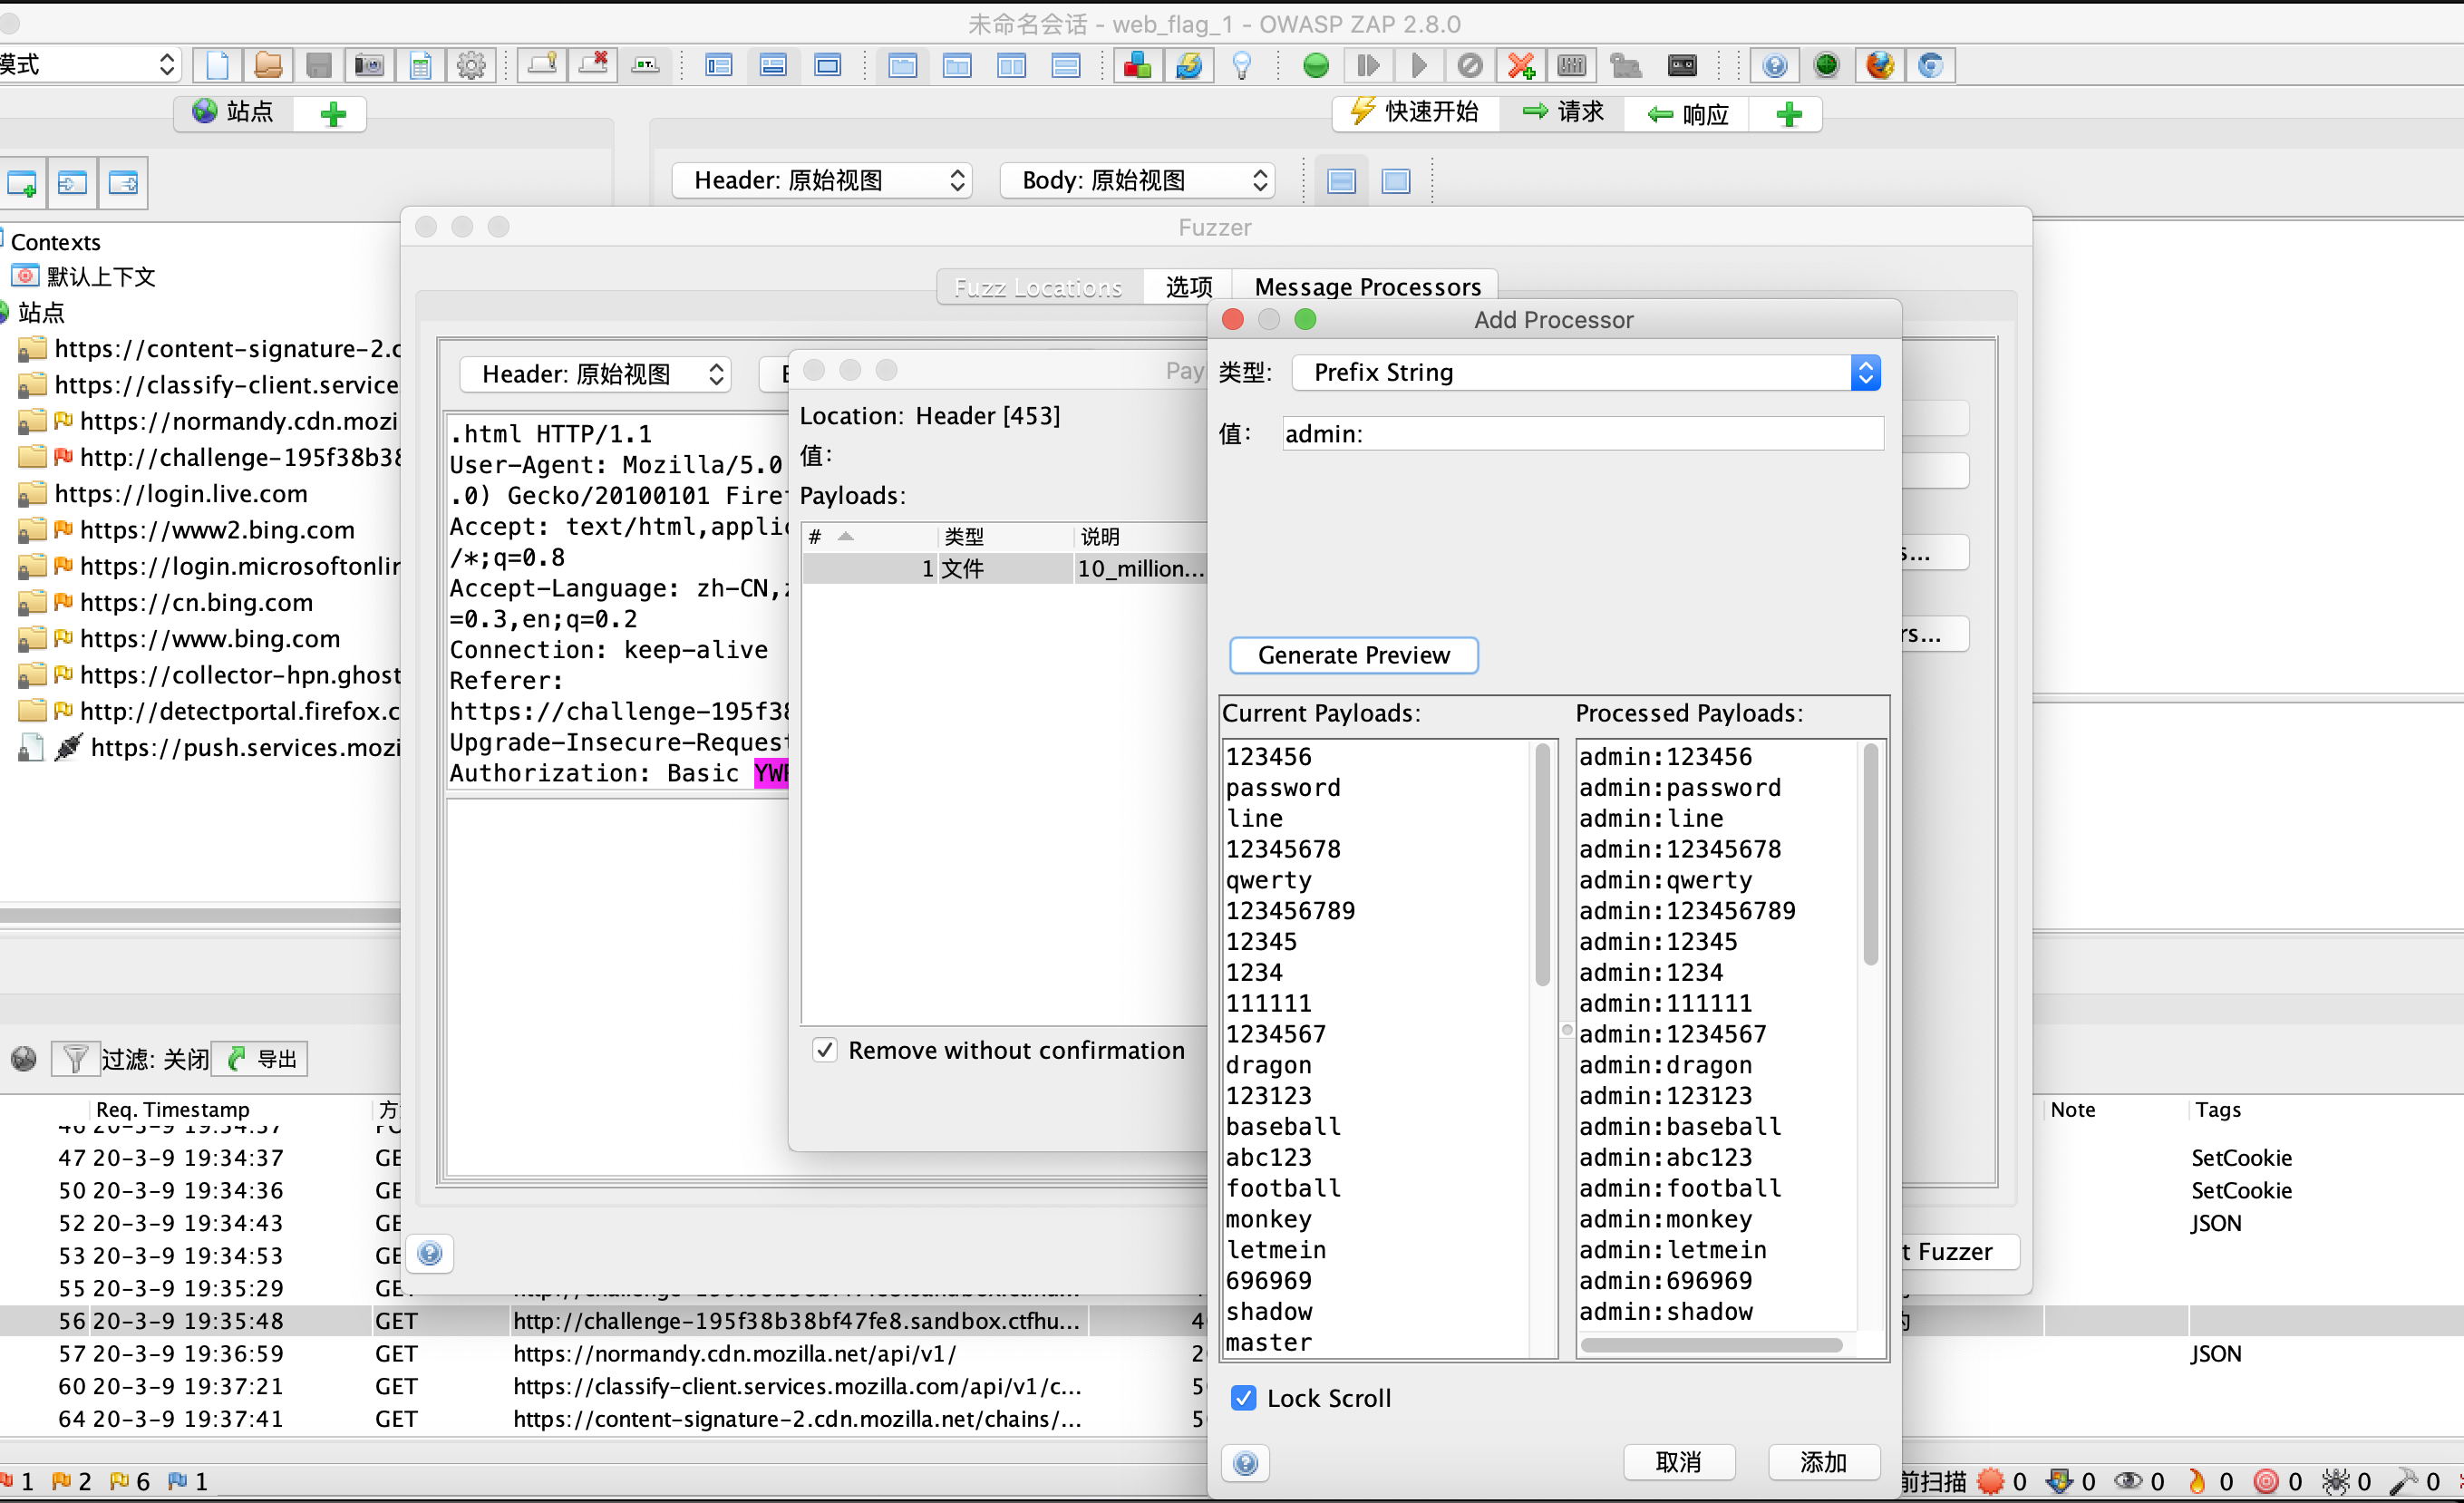 未命名会话 - web_flag_1 - OWASP ZAP 2.8.0
模式
站点
快速开始
请求
响应
Header: 原始视图
Body: 原始视图
Contexts
默认上下文
站点
https://content-signature-2.c
https://classify-client.service
https://normandy.cdn.mozi
http://challenge-195f38b38
https://login.live.com
https://www2.bing.com
https://login.microsoftonlin
https://cn.bing.com
https://www.bing.com
https://collector-hpn.ghost
http://detectportal.firefox.c
https://push.services.mozi
Fuzzer
Fuzz Locations
选项
Message Processors
Header: 原始视图
.html HTTP/1.1
User-Agent: Mozilla/5.0
.0) Gecko/20100101 Firef
Accept: text/html,applic
/*;q=0.8
Accept-Language: zh-CN,z
=0.3,en;q=0.2
Connection: keep-alive
Referer:
https://challenge-195f38
Upgrade-Insecure-Request
Authorization: Basic YWR
Pay
Location: Header [453]
值:
Payloads:
# 类型 说明
1 文件 10_million...
Remove without confirmation
s...
rs...
t Fuzzer
Add Processor
类型: Prefix String
值: admin:
Generate Preview
Current Payloads:
123456
password
line
12345678
qwerty
123456789
12345
1234
111111
1234567
dragon
123123
baseball
abc123
football
monkey
letmein
696969
shadow
master
Processed Payloads:
admin:123456
admin:password
admin:line
admin:12345678
admin:qwerty
admin:123456789
admin:12345
admin:1234
admin:111111
admin:1234567
admin:dragon
admin:123123
admin:baseball
admin:abc123
admin:football
admin:monkey
admin:letmein
admin:696969
admin:shadow
Lock Scroll
取消
添加
过滤: 关闭
导出
Req. Timestamp 方 Note Tags
46 20-3-9 19:34:37
47 20-3-9 19:34:37 GE SetCookie
50 20-3-9 19:34:36 GE SetCookie
52 20-3-9 19:34:43 GE JSON
53 20-3-9 19:34:53 GE
55 20-3-9 19:35:29 GE
56 20-3-9 19:35:48 GET http://challenge-195f38b38bf47fe8.sandbox.ctfhu... 4
57 20-3-9 19:36:59 GET https://normandy.cdn.mozilla.net/api/v1/ 2 JSON
60 20-3-9 19:37:21 GET https://classify-client.services.mozilla.com/api/v1/c... 5
64 20-3-9 19:37:41 GET https://content-signature-2.cdn.mozilla.net/chains/... 5
1 2 6 1
前扫描 0 0 0 0 0 0 0